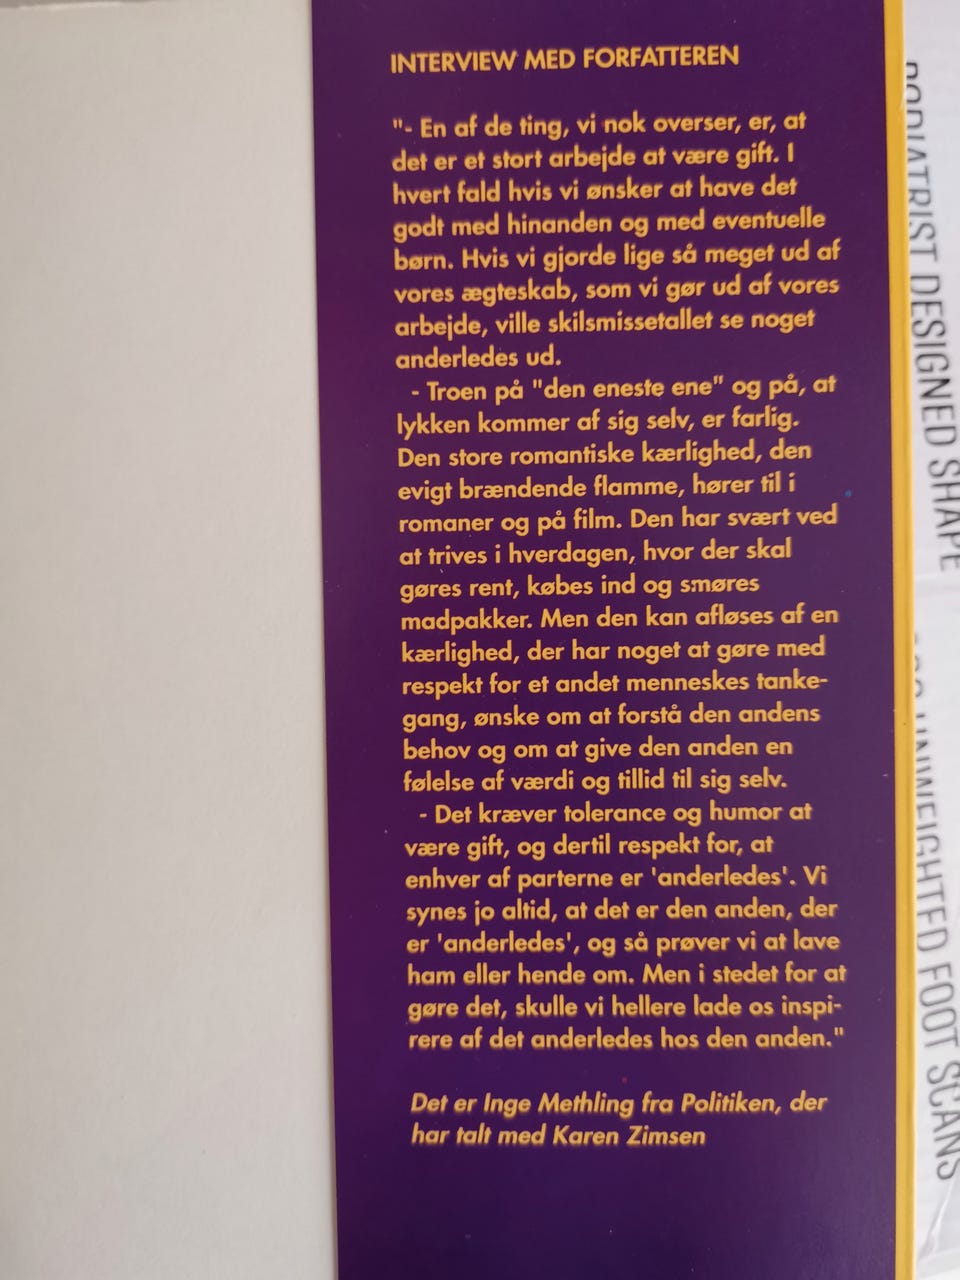 INTERVIEW MED FORFATTEREN
"- En af de ting, vi nok overser, er, at
det er et stort arbejde at være gift. I
hvert fald hvis vi ønsker at have det
godt med hinanden og med eventuelle
børn. Hvis vi gjorde lige så meget ud af
vores ægteskab, som vi gør ud af vores
arbejde, ville skilsmissetallet se noget
anderledes ud.
- Troen på "den eneste ene" og på, at
lykken kommer af sig selv, er farlig.
Den store romantiske kærlighed, den
evigt brændende flamme, hører til i
romaner og på film. Den har svært ved
at trives i hverdagen, hvor der skal
gøres rent, købes ind og smøres
madpakker. Men den kan afløses af en
kærlighed, der har noget at gøre med
respekt for et andet menneskes tanke-
gang, ønske om at forstå den andens
behov og om at give den anden en
følelse af værdi og tillid til sig selv.
- Det kræver tolerance og humor at
være gift, og dertil respekt for, at
enhver af parterne er 'anderledes'. Vi
synes jo altid, at det er den anden, der
er 'anderledes', og så prøver vi at lave
ham eller hende om. Men i stedet for at
gøre det, skulle vi hellere lade os inspi-
rere af det anderledes hos den anden."
Det er Inge Methling fra Politiken, der
har talt med Karen Zimsen
PODIATRIST DESIGNED SHAPE
UNWEIGHTED FOOT SCANS